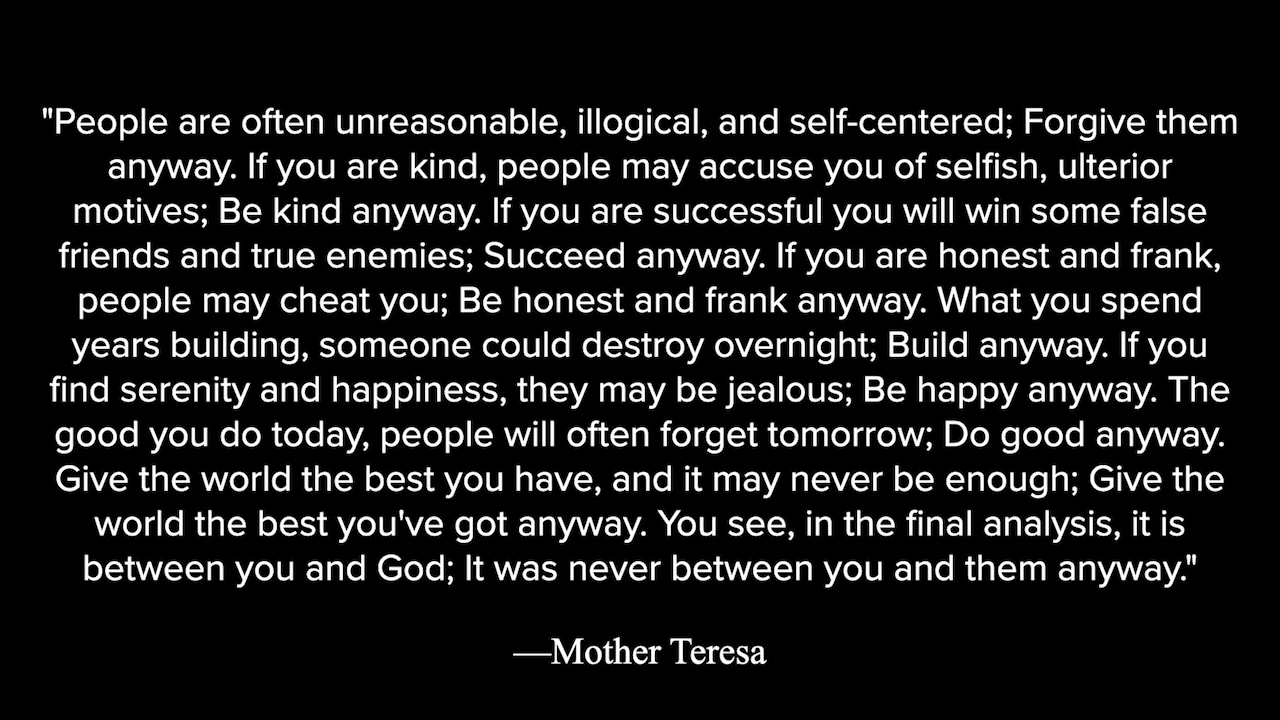 "People are often unreasonable, illogical, and self-centered; Forgive them
anyway. If you are kind, people may accuse you of selfish, ulterior
motives; Be kind anyway. If you are successful you will win some false
friends and true enemies; Succeed anyway. If you are honest and frank,
people may cheat you; Be honest and frank anyway. What you spend
years building, someone could destroy overnight; Build anyway. If you
find serenity and happiness, they may be jealous; Be happy anyway. The
good you do today, people will often forget tomorrow; Do good anyway.
Give the world the best you have, and it may never be enough; Give the
world the best you've got anyway. You see, in the final analysis, it is
between you and God; It was never between you and them anyway."
—Mother Teresa